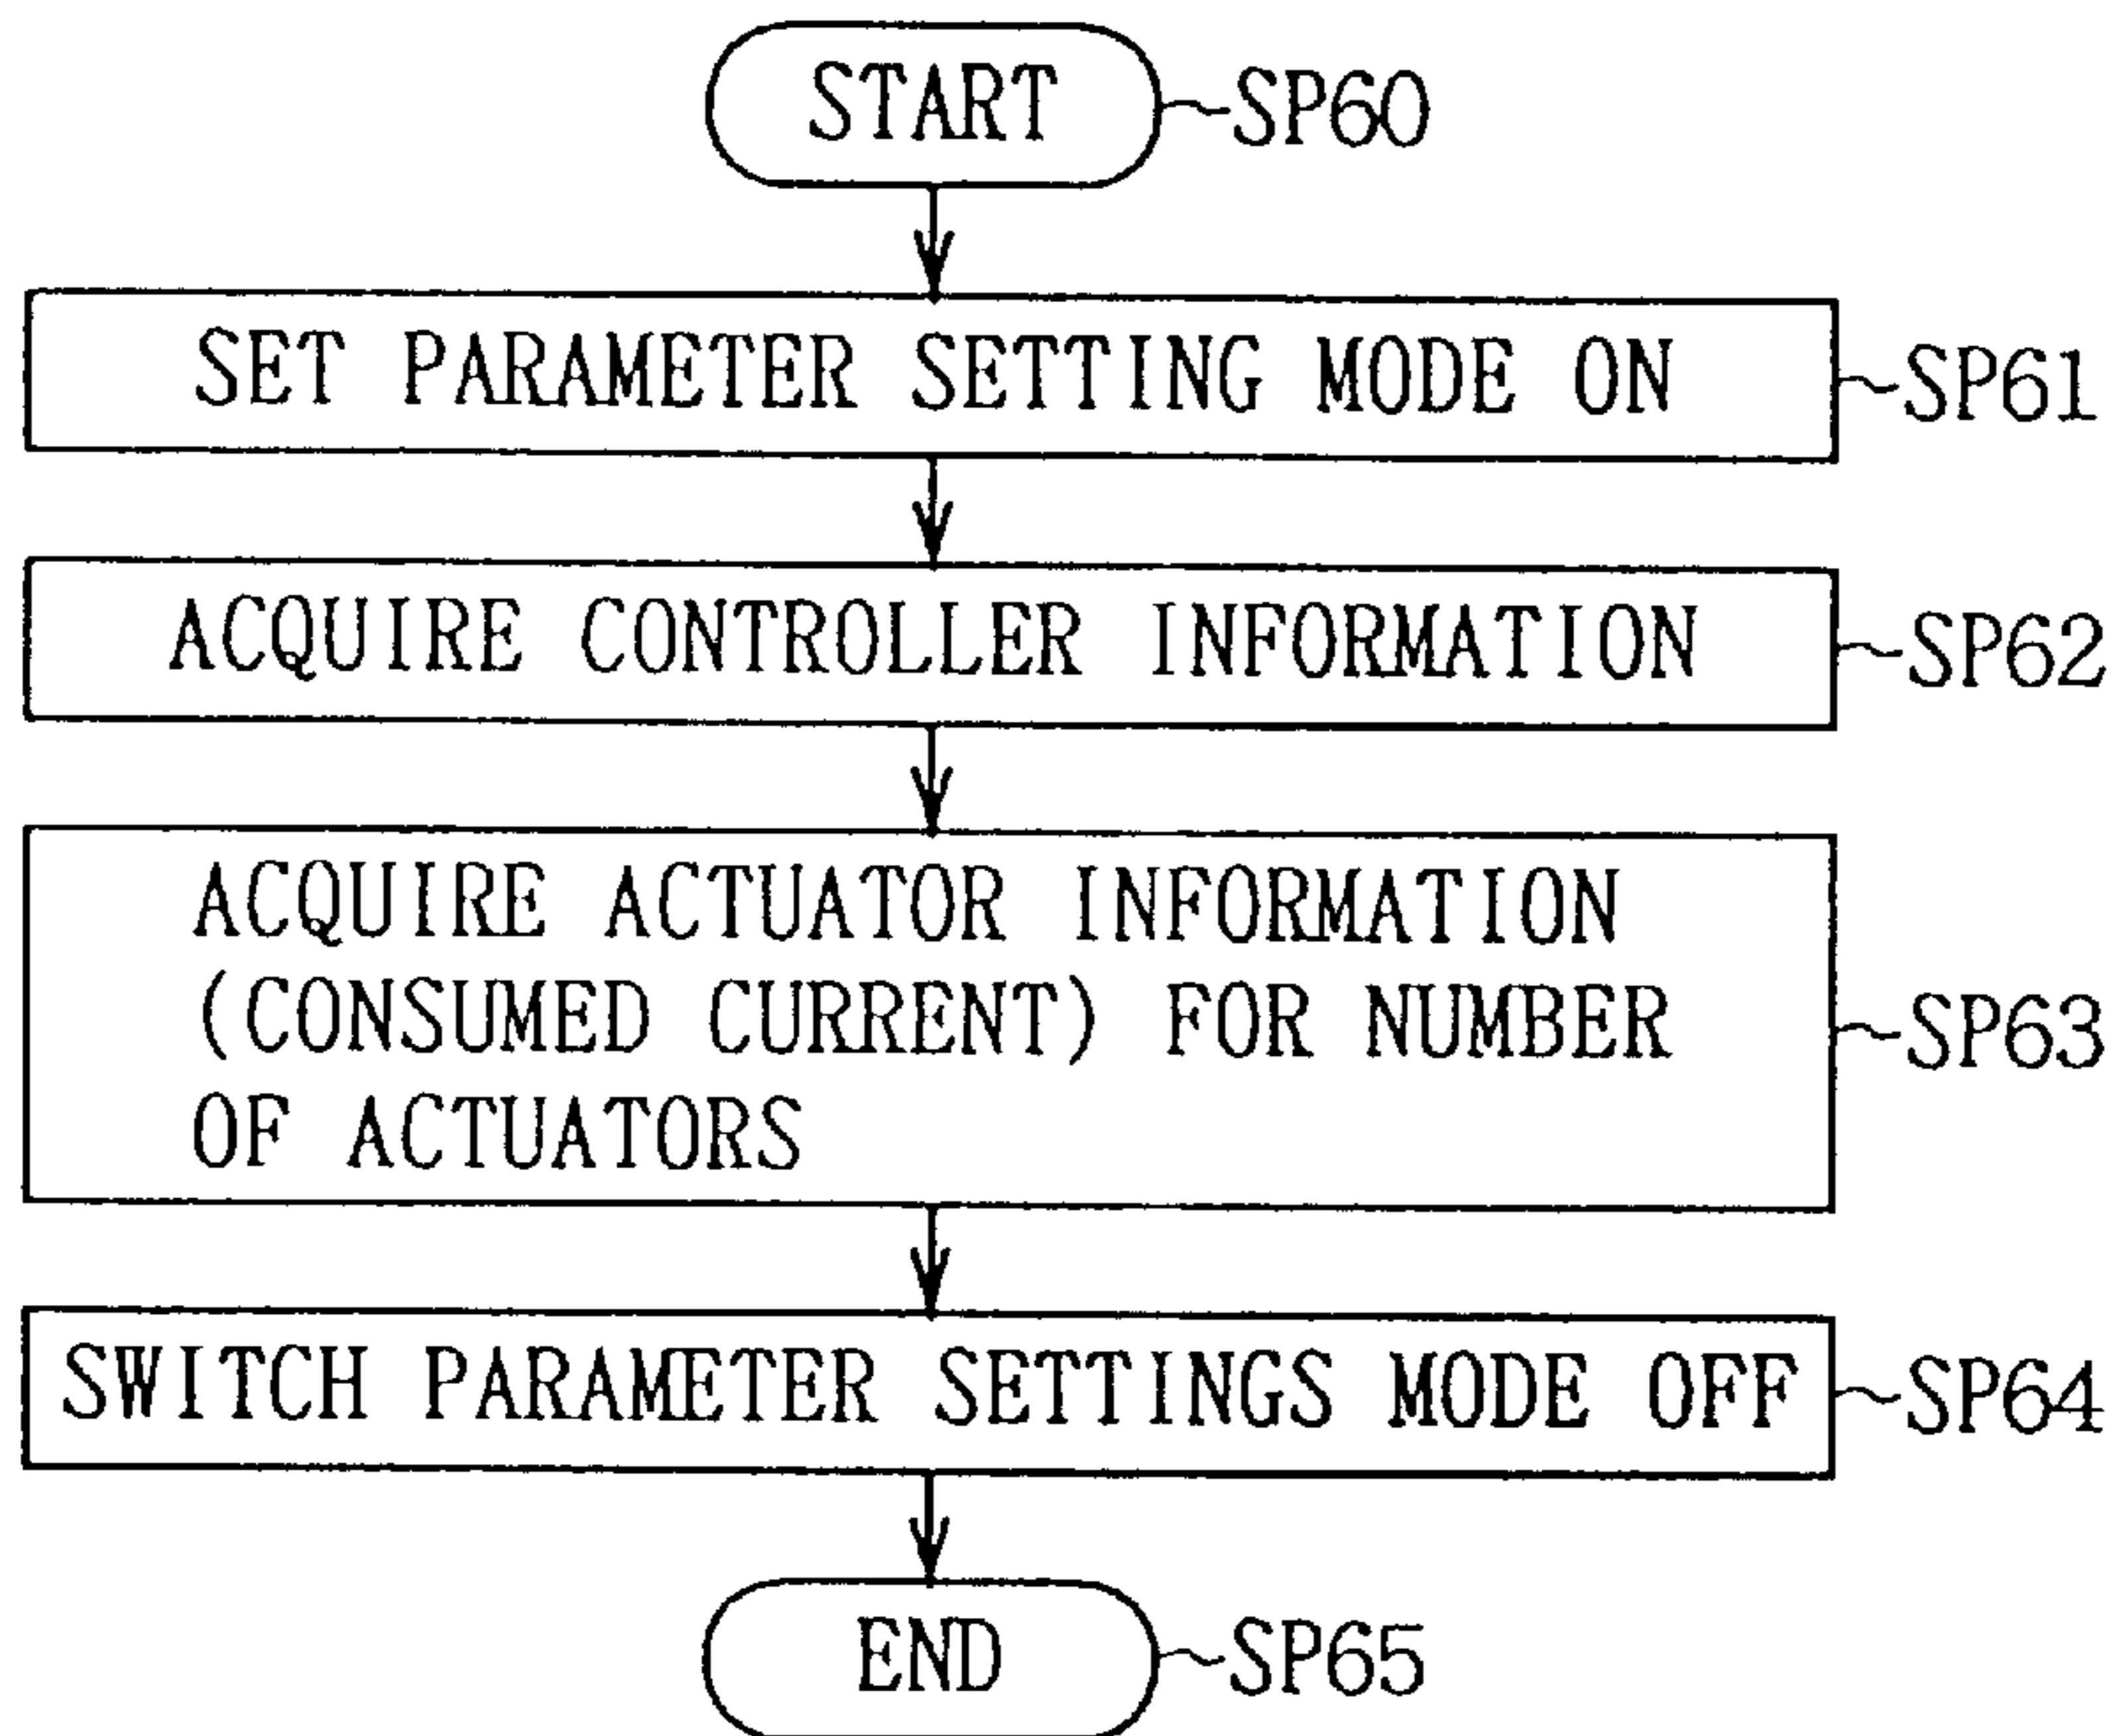 START
SP60
SET PARAMETER SETTING MODE ON
SP61
ACQUIRE CONTROLLER INFORMATION
SP62
ACQUIRE ACTUATOR INFORMATION
(CONSUMED CURRENT) FOR NUMBER
OF ACTUATORS
SP63
SWITCH PARAMETER SETTINGS MODE OFF
SP64
END
SP65